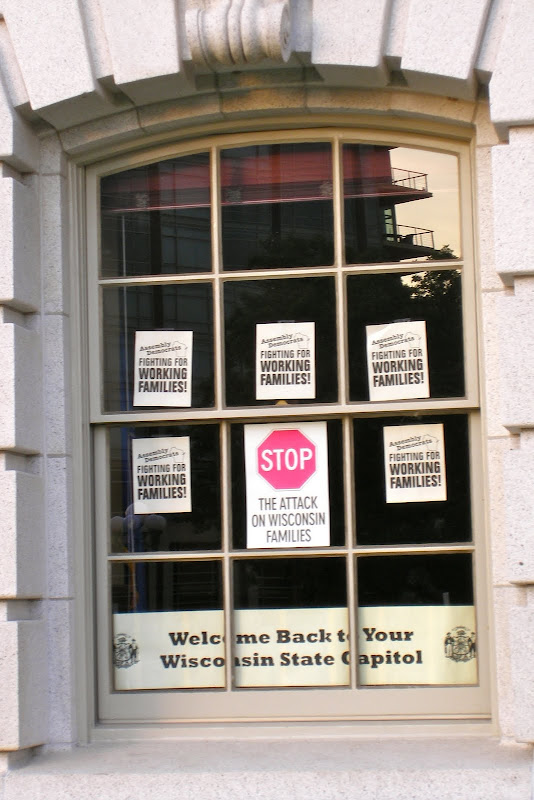 Assembly
Democrats
FIGHTING FOR
WORKING
FAMILIES!
Assembly
Democrats
FIGHTING FOR
WORKING
FAMILIES!
Assembly
Democrats
FIGHTING FOR
WORKING
FAMILIES!
Assembly
Democrats
FIGHTING FOR
WORKING
FAMILIES!
STOP
THE ATTACK
ON WISCONSIN
FAMILIES
Assembly
Democrats
FIGHTING FOR
WORKING
FAMILIES!
Welcome Back to Your
Wisconsin State Capitol